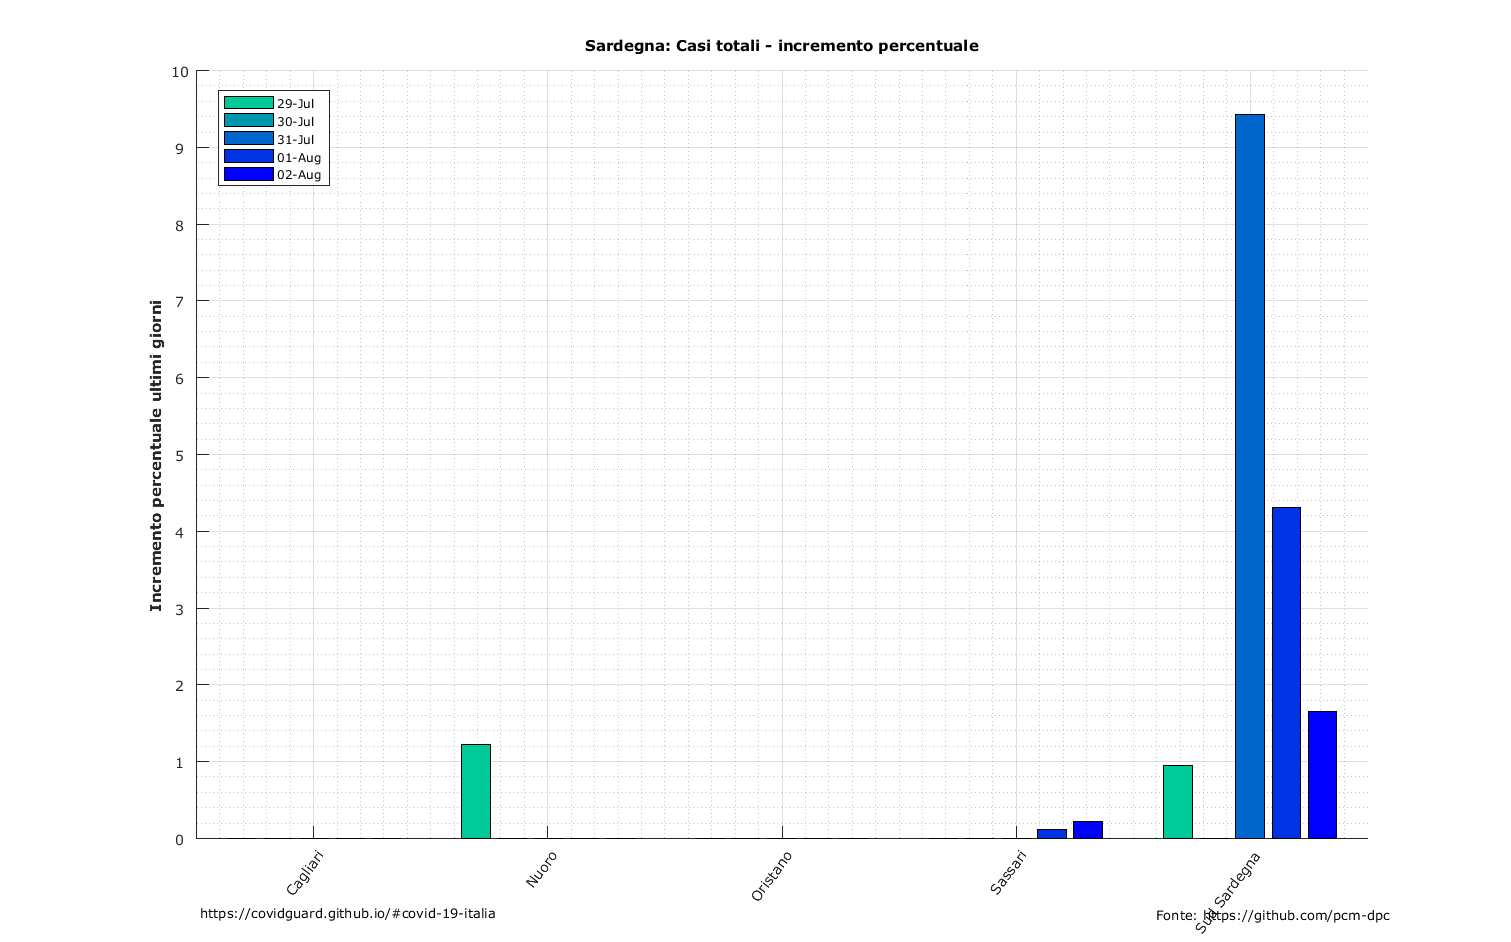 Sardegna: Casi totali - incremento percentuale
Incremento percentuale ultimi giorni
10
9
8
7
6
5
4
3
2
1
0
29-Jul
30-Jul
31-Jul
01-Aug
02-Aug
Cagliari
Nuoro
Oristano
Sassari
Sud Sardegna
https://covidguard.github.io/#covid-19-italia
Fonte: https://github.com/pcm-dpc